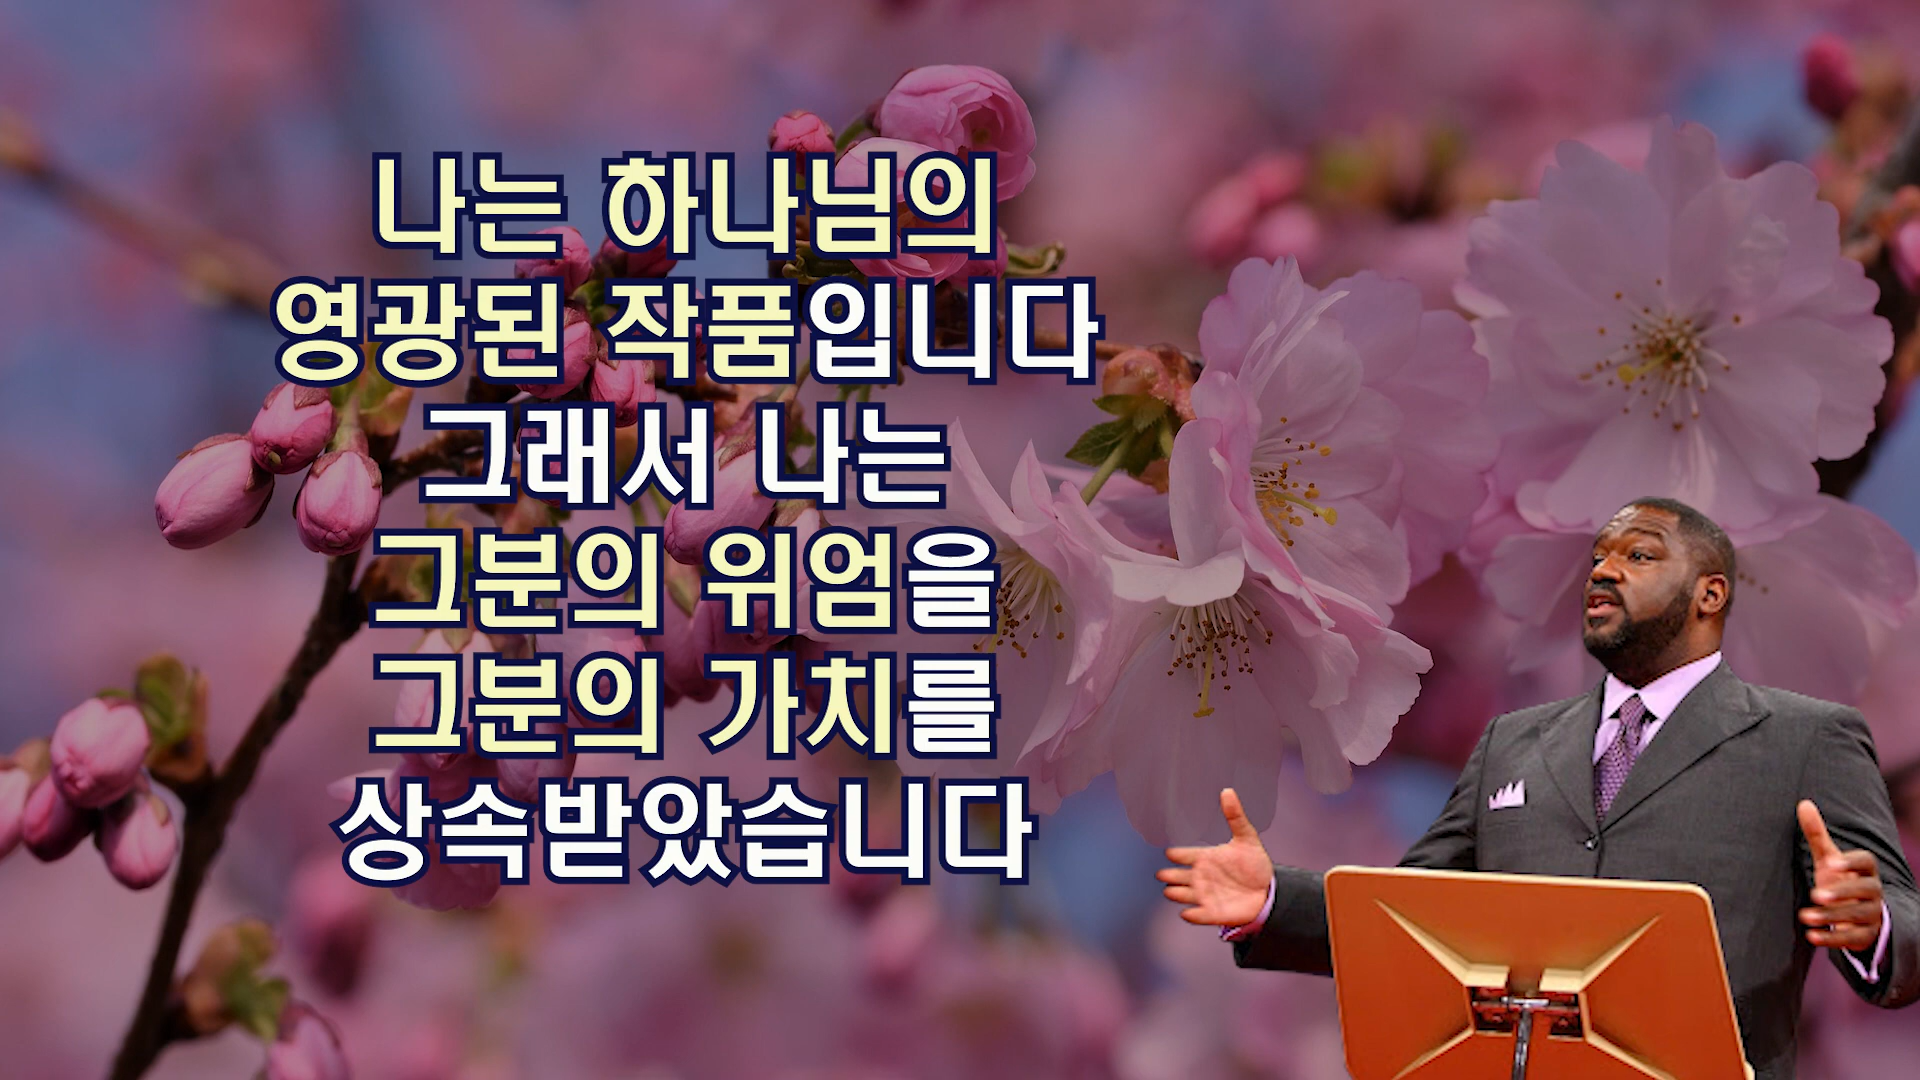 나는 하나님의
영광된 작품입니다
그래서 나는
그분의 위엄을
그분의 가치를
상속받았습니다